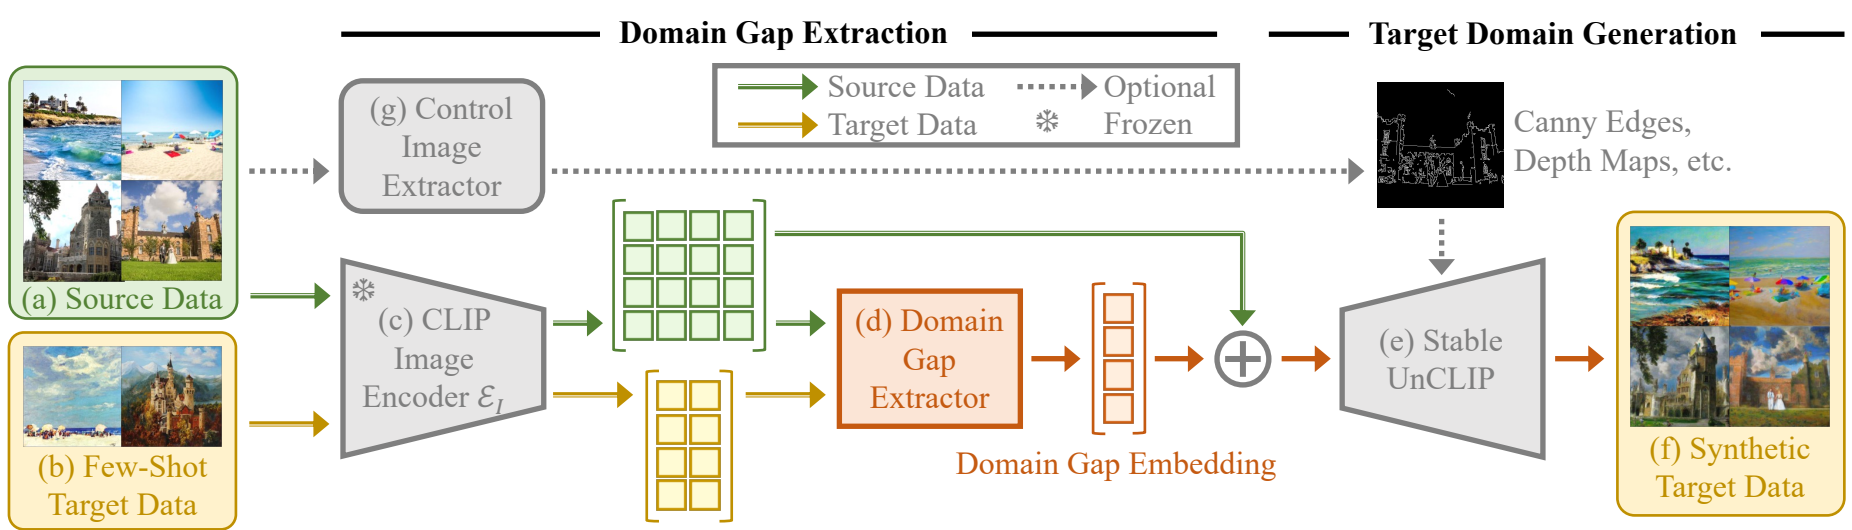 Domain Gap Extraction
Target Domain Generation
Source Data
Optional
Target Data
Frozen
(g) Control
Image
Extractor
Canny Edges,
Depth Maps, etc.
(a) Source Data
(b) Few-Shot
Target Data
(c) CLIP
Image
Encoder ℰ_I
(d) Domain
Gap
Extractor
Domain Gap Embedding
(e) Stable
UnCLIP
(f) Synthetic
Target Data